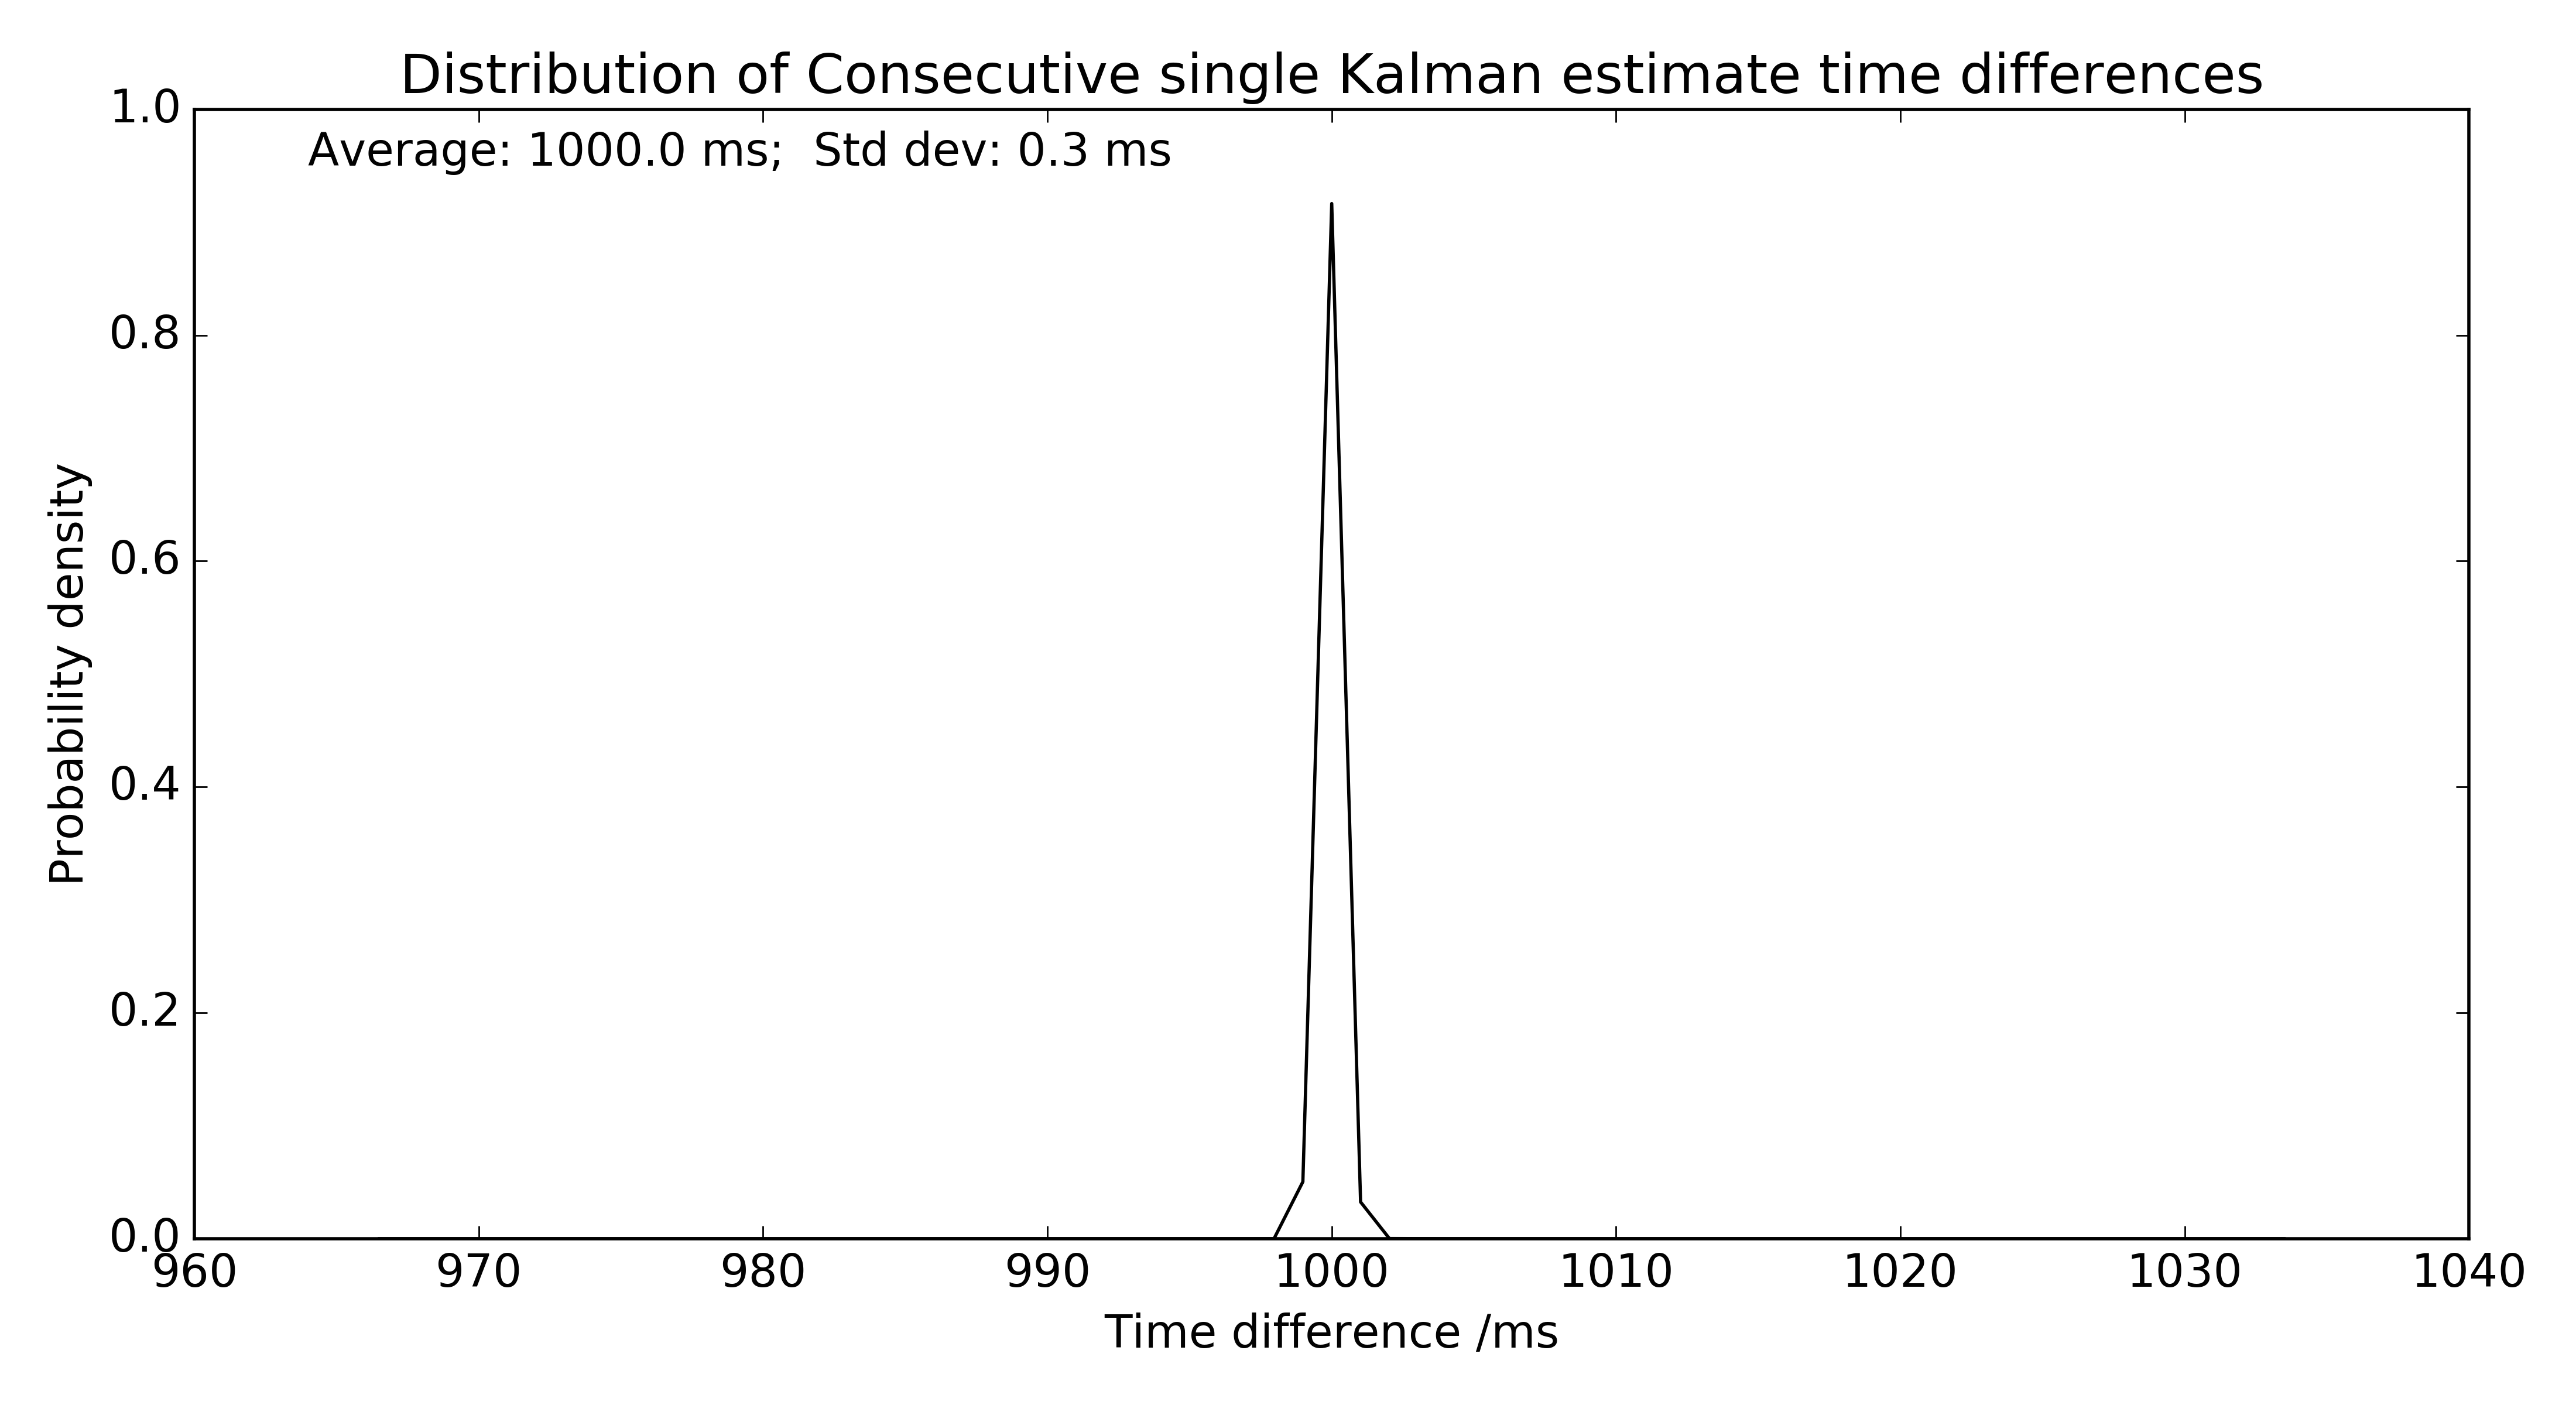 Distribution of Consecutive single Kalman estimate time differences
Average: 1000.0 ms;  Std dev: 0.3 ms
1.0
0.8
0.6
0.4
0.2
0.0
Probability density
960 970 980 990 1000 1010 1020 1030 1040
Time difference /ms